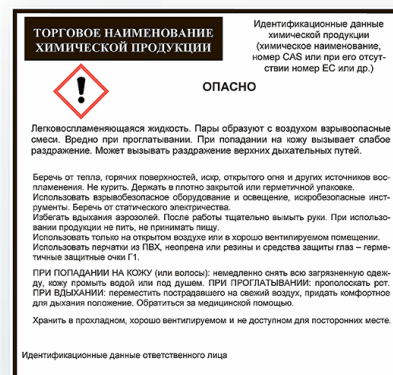 ТОРГОВОЕ НАИМЕНОВАНИЕ
ХИМИЧЕСКОЙ ПРОДУКЦИИ
Идентификационные данные
химической продукции
(химическое наименование,
номер CAS или при его отсут-
ствии номер ЕС или др.)
!
ОПАСНО
Легковоспламеняющаяся жидкость. Пары образуют с воздухом взрывоопасные
смеси. Вредно при проглатывании. При попадании на кожу вызывает слабое
раздражение. Может вызывать раздражение верхних дыхательных путей.
Беречь от тепла, горячих поверхностей, искр, открытого огня и других источников вос-
пламенения. Не курить. Держать в плотно закрытой или герметичной упаковке.
Использовать взрывобезопасное оборудование и освещение, искробезопасные инст-
рументы. Беречь от статического электричества.
Избегать вдыхания аэрозолей. После работы тщательно вымыть руки. При использо-
вании продукции не пить, не принимать пищу.
Использовать только на открытом воздухе или в хорошо вентилируемом помещении.
Использовать перчатки из ПВХ, неопрена или резины и средства защиты глаз – герме-
тичные защитные очки Г1.
ПРИ ПОПАДАНИИ НА КОЖУ (или волосы): немедленно снять всю загрязненную одеж-
ду, кожу промыть водой или под душем. ПРИ ПРОГЛАТЫВАНИИ: прополоскать рот.
ПРИ ВДЫХАНИИ: переместить пострадавшего на свежий воздух, придать комфортное
для дыхания положение. Обратиться за медицинской помощью.
Хранить в прохладном, хорошо вентилируемом и не доступном для посторонних месте.
Идентификационные данные ответственного лица